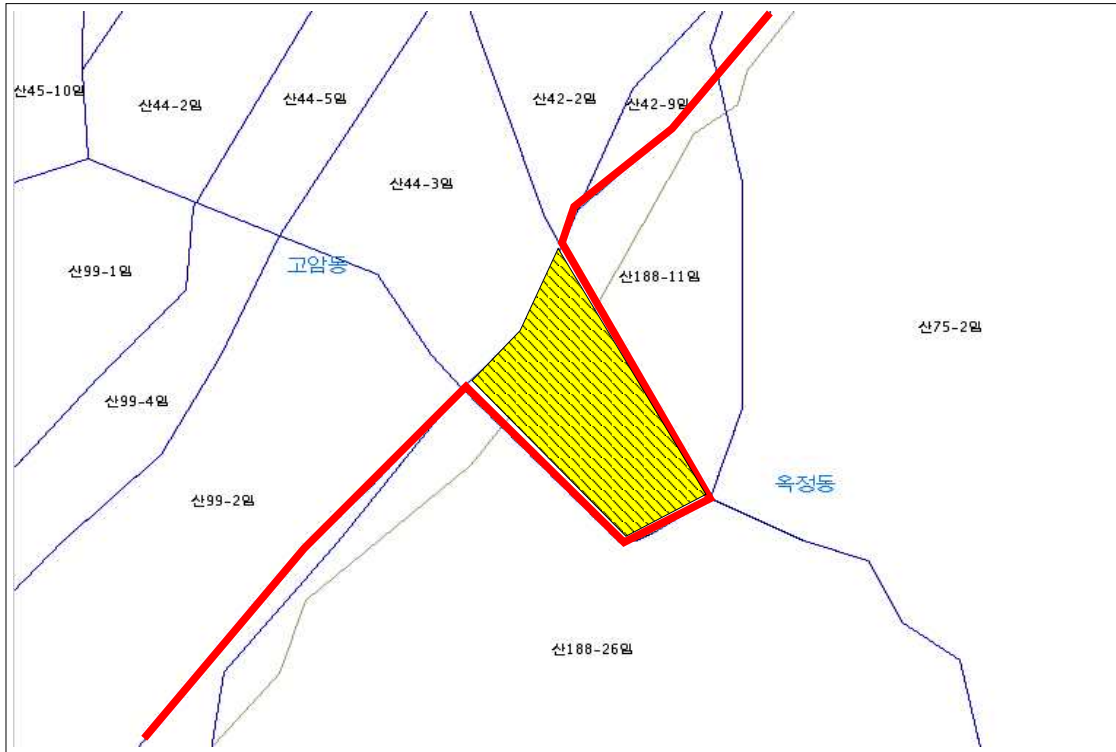 산45-10임
산44-2임
산44-5임
산42-2임
산42-9임
산44-3임
산99-1임
고암동
산188-11임
산75-2임
산99-4임
산99-2임
옥정동
산188-26임